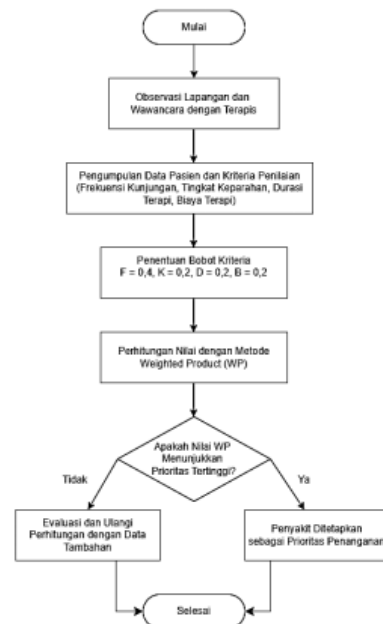 Mulai
Observasi Lapangan dan
Wawancara dengan Terapis
Pengumpulan Data Pasien dan Kriteria Penilaian
(Frekuensi Kunjungan, Tingkat Keparahan, Durasi
Terapi, Biaya Terapi)
Penentuan Bobot Kriteria
F = 0,4, K = 0,2, D = 0,2, B = 0,2
Perhitungan Nilai dengan Metode
Weighted Product (WP)
Apakah Nilai WP
Menunjukkan
Prioritas Tertinggi?
Tidak
Ya
Evaluasi dan Ulangi
Perhitungan dengan Data
Tambahan
Penyakit Ditetapkan
sebagai Prioritas Penanganan
Selesai